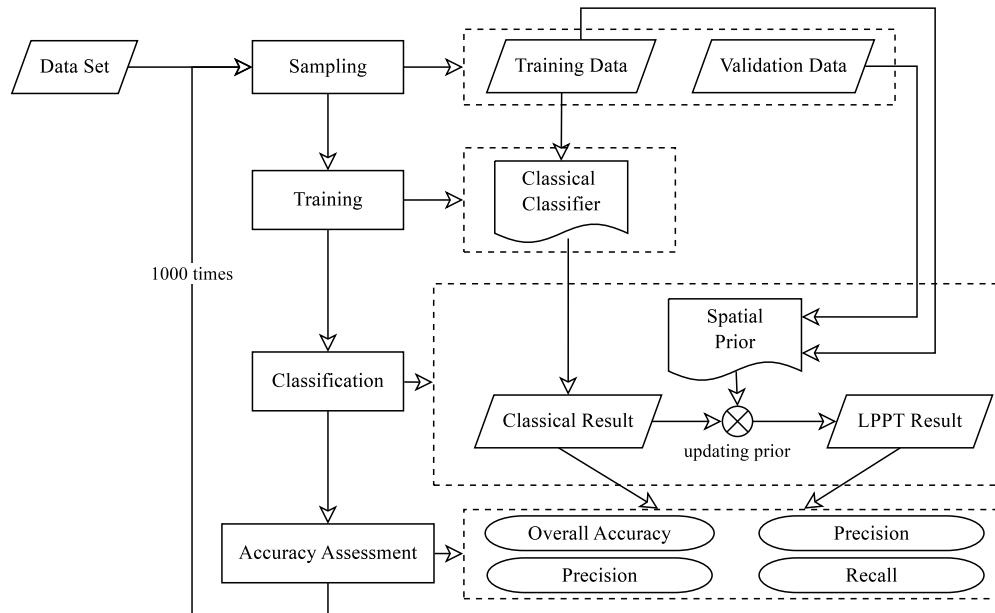 Data Set
Sampling
Training Data
Validation Data
Training
Classical
Classifier
1000 times
Spatial
Prior
Classification
Classical Result
LPPT Result
updating prior
Accuracy Assessment
Overall Accuracy
Precision
Precision
Recall